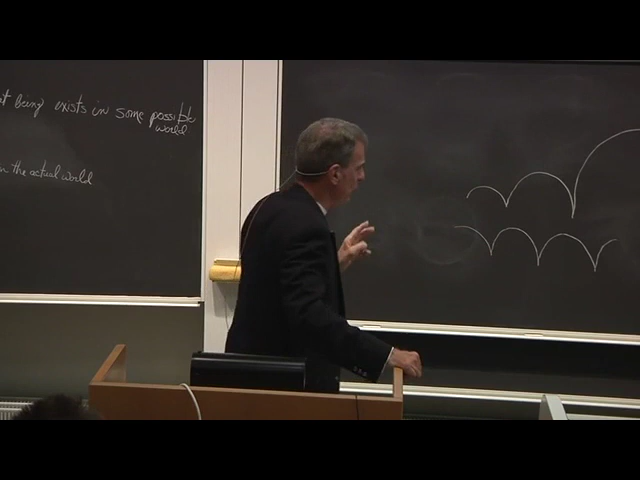 being exists in some possible
world
the actual world